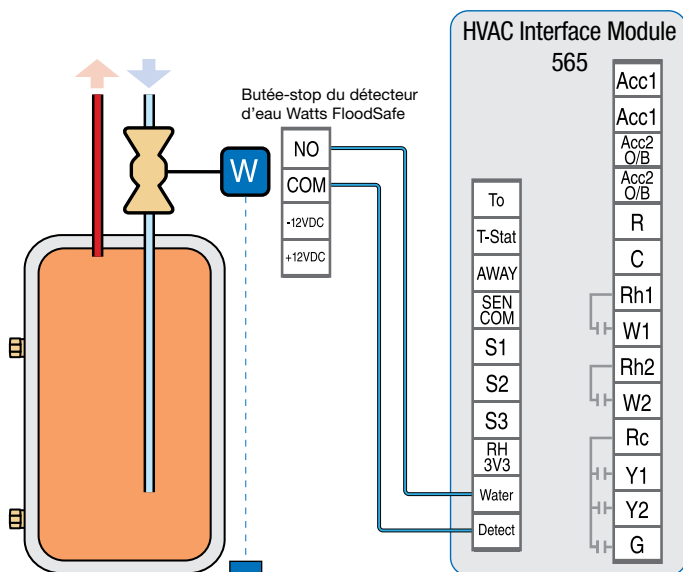 HVAC Interface Module
565
Butée-stop du détecteur
d'eau Watts FloodSafe
W
NO
COM
-12VDC
+12VDC
To
T-Stat
AWAY
SEN
COM
S1
S2
S3
RH
3V3
Water
Detect
Acc1
Acc1
Acc2
O/B
Acc2
O/B
R
C
Rh1
W1
Rh2
W2
Rc
Y1
Y2
G